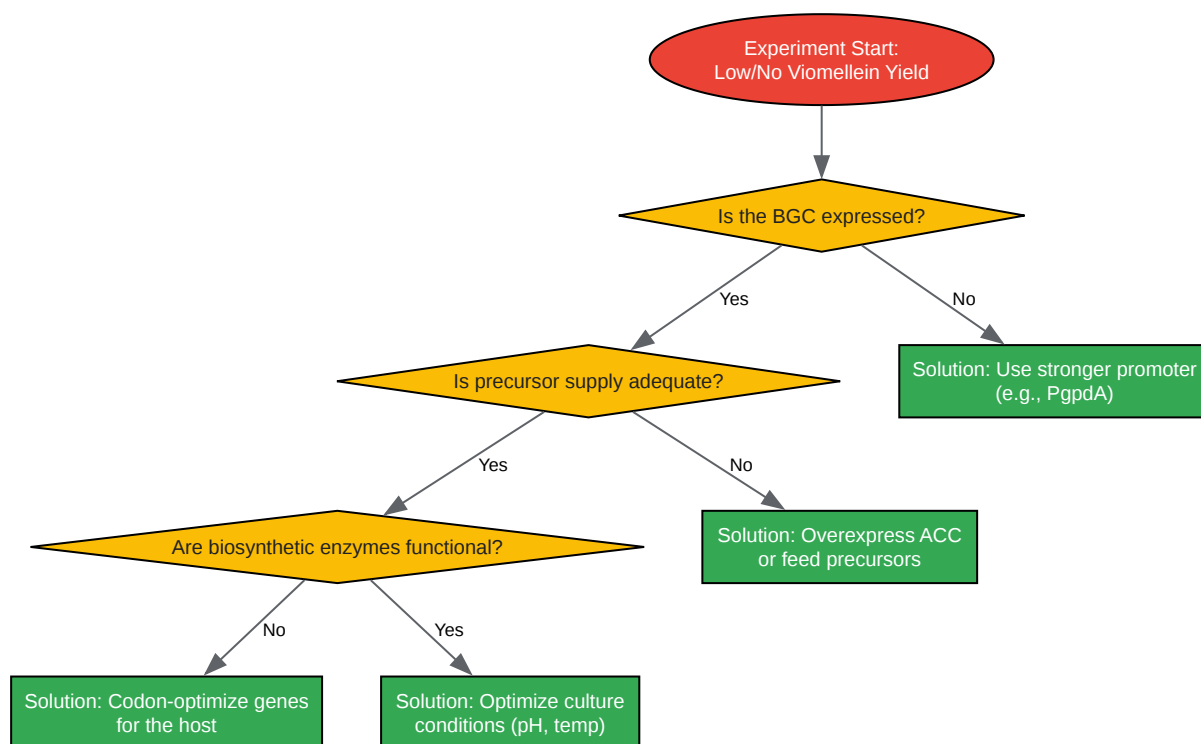 Experiment Start:
Low/No Viomellein Yield
Is the BGC expressed?
Yes
No
Is precursor supply adequate?
Solution: Use stronger promoter
(e.g., PgpdA)
Yes
No
Are biosynthetic enzymes functional?
Solution: Overexpress ACC
or feed precursors
No
Yes
Solution: Codon-optimize genes
for the host
Solution: Optimize culture
conditions (pH, temp)